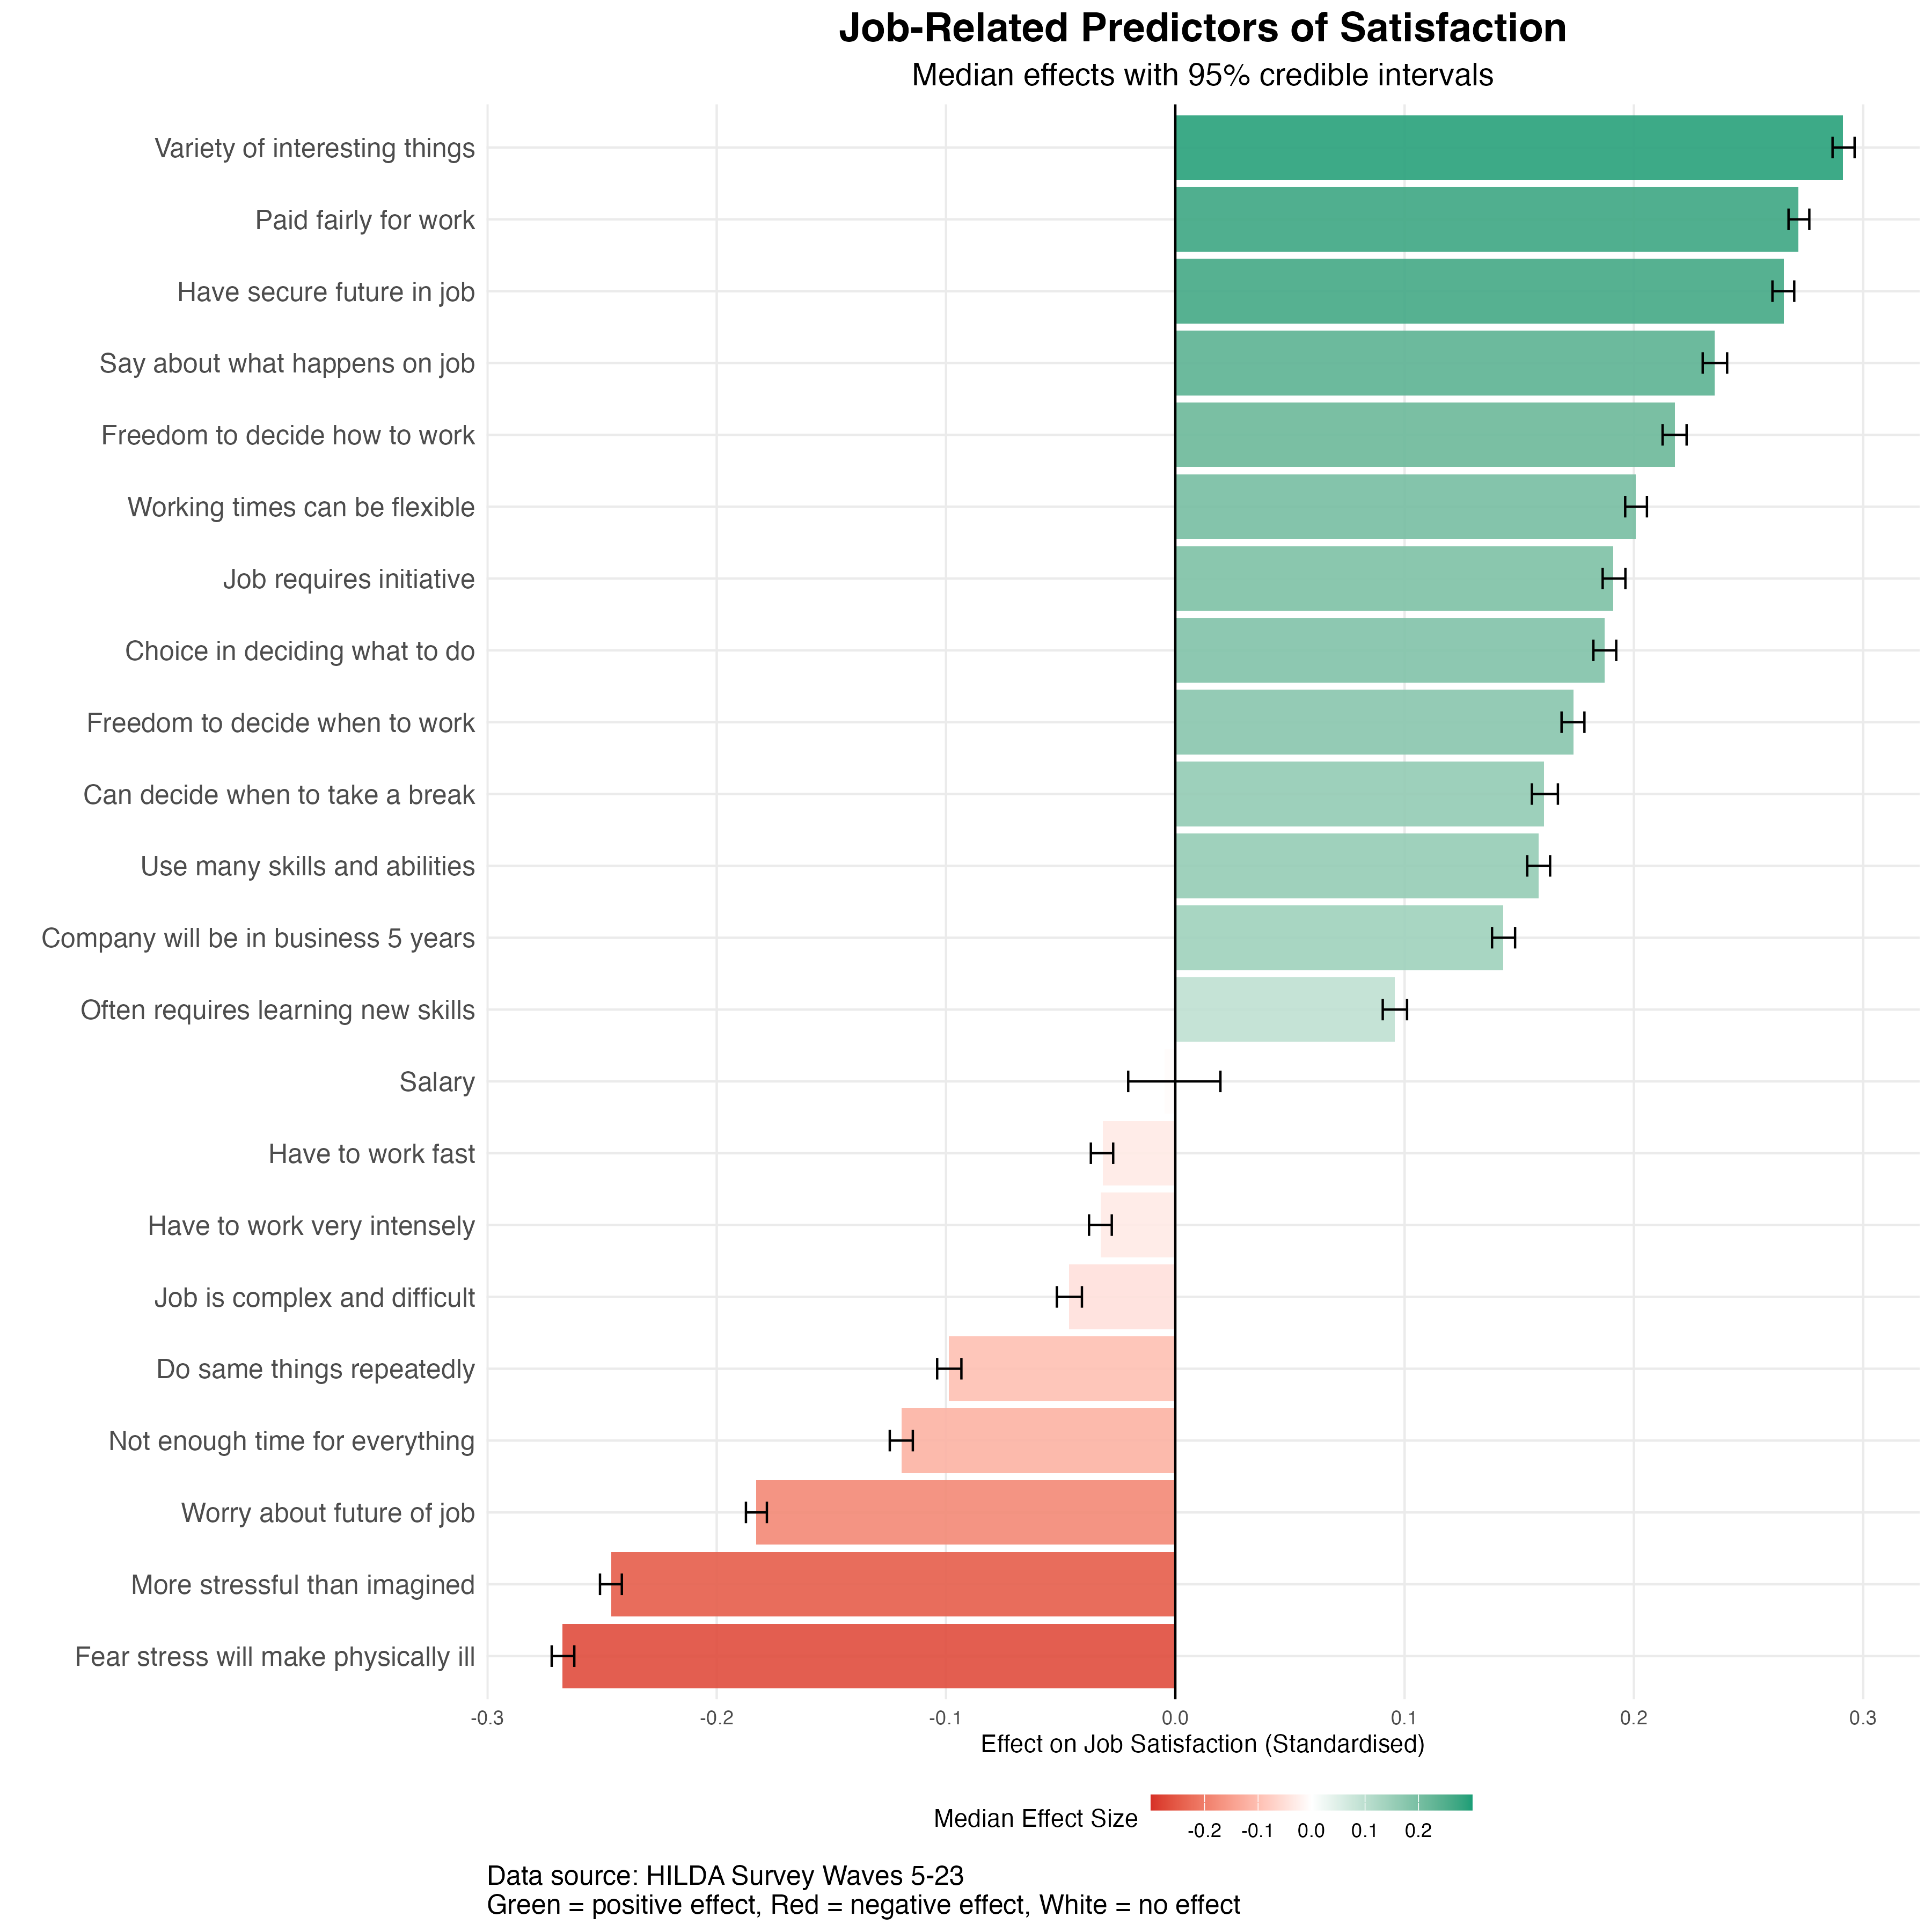 Job-Related Predictors of Satisfaction
Median effects with 95% credible intervals
Variety of interesting things
Paid fairly for work
Have secure future in job
Say about what happens on job
Freedom to decide how to work
Working times can be flexible
Job requires initiative
Choice in deciding what to do
Freedom to decide when to work
Can decide when to take a break
Use many skills and abilities
Company will be in business 5 years
Often requires learning new skills
Salary
Have to work fast
Have to work very intensely
Job is complex and difficult
Do same things repeatedly
Not enough time for everything
Worry about future of job
More stressful than imagined
Fear stress will make physically ill
-0.3 -0.2 -0.1 0.0 0.1 0.2 0.3
Effect on Job Satisfaction (Standardised)
Median Effect Size
-0.2 -0.1 0.0 0.1 0.2
Data source: HILDA Survey Waves 5-23
Green = positive effect, Red = negative effect, White = no effect